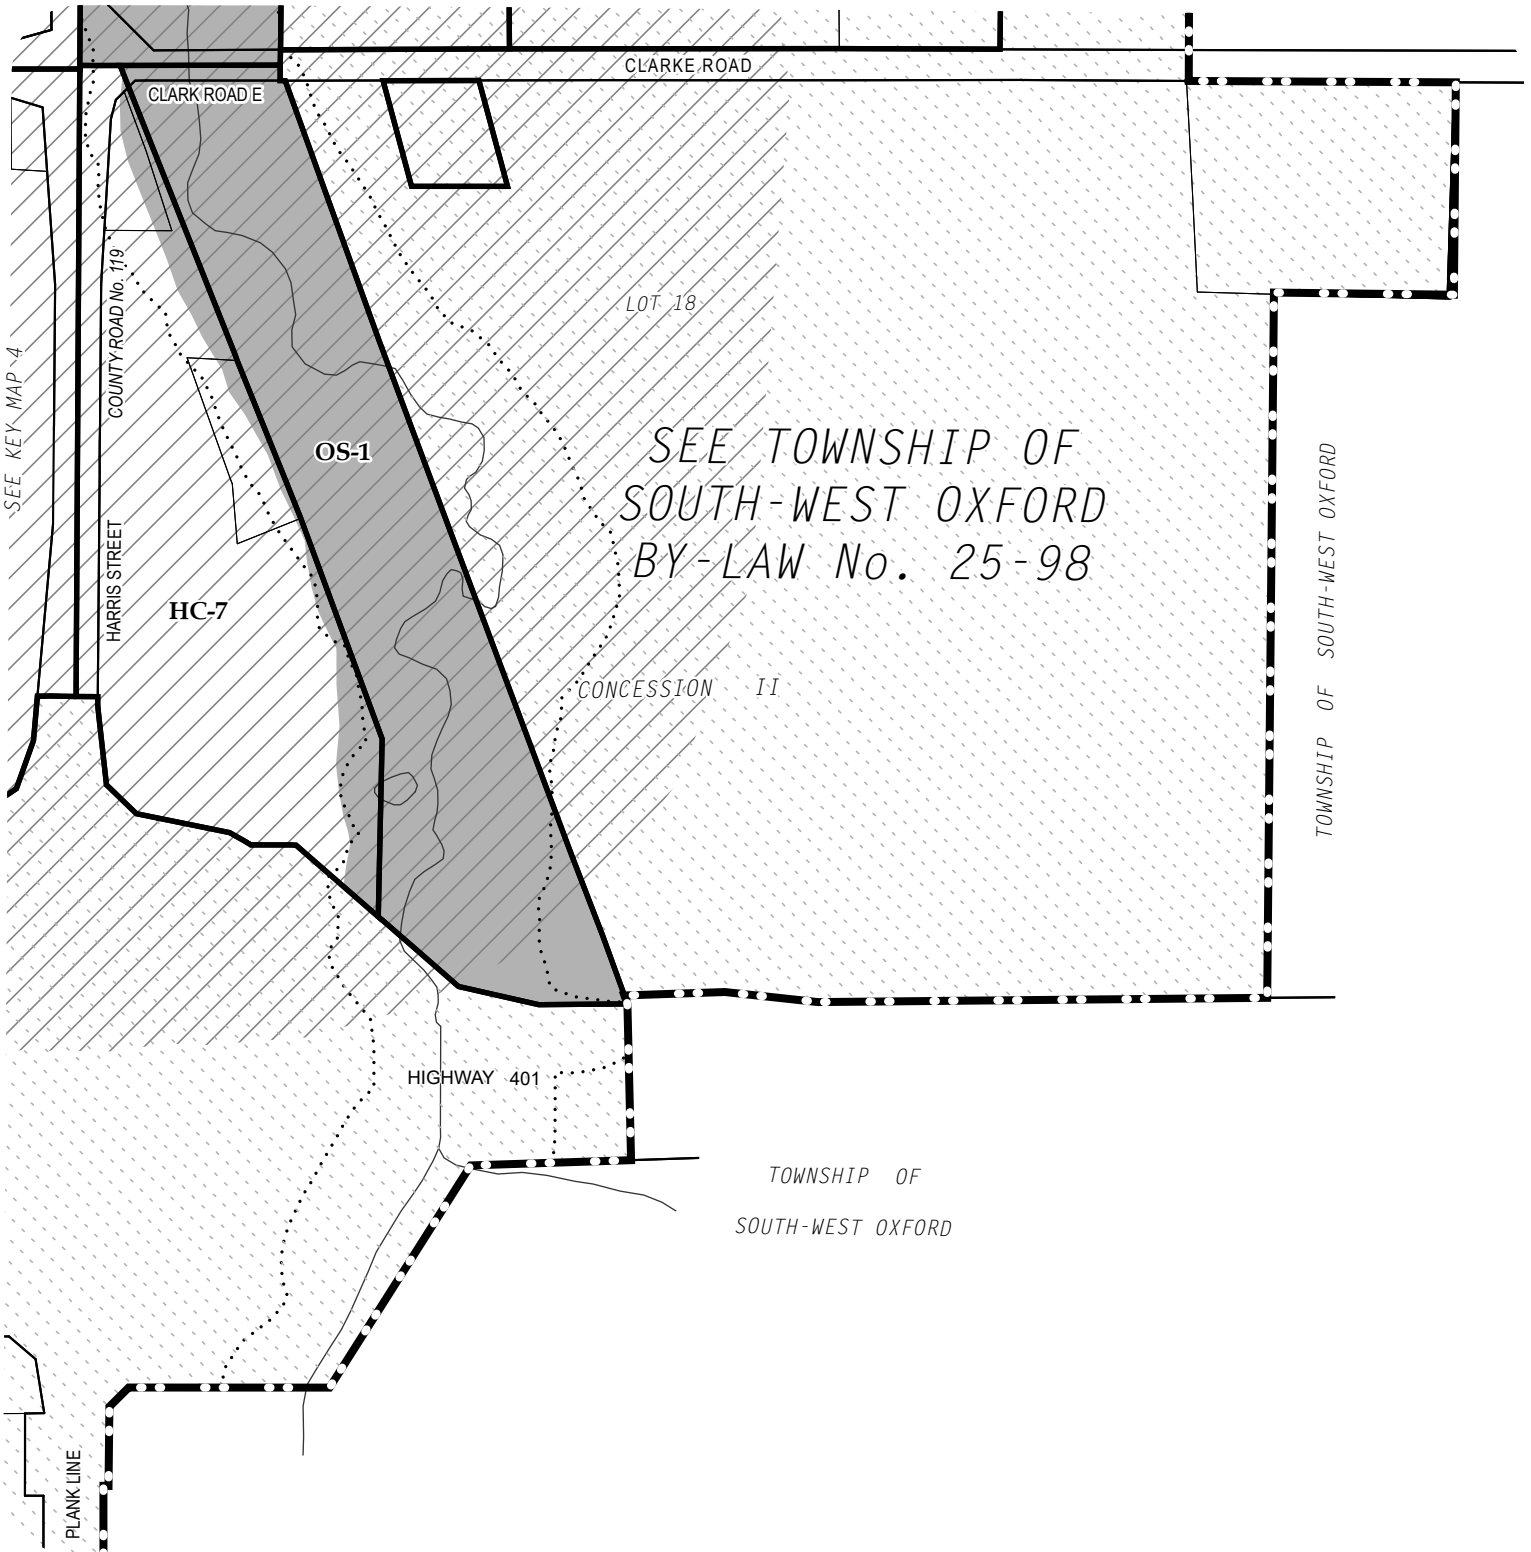 CLARKE ROAD
CLARK ROAD E
COUNTY ROAD No. 119
LOT 18
SEE KEY MAP 4
OS-1
SEE TOWNSHIP OF
SOUTH-WEST OXFORD
BY-LAW No. 25-98
HARRIS STREET
HC-7
TOWNSHIP OF SOUTH-WEST OXFORD
CONCESSION II
HIGHWAY 401
TOWNSHIP OF
SOUTH-WEST OXFORD
PLANK LINE